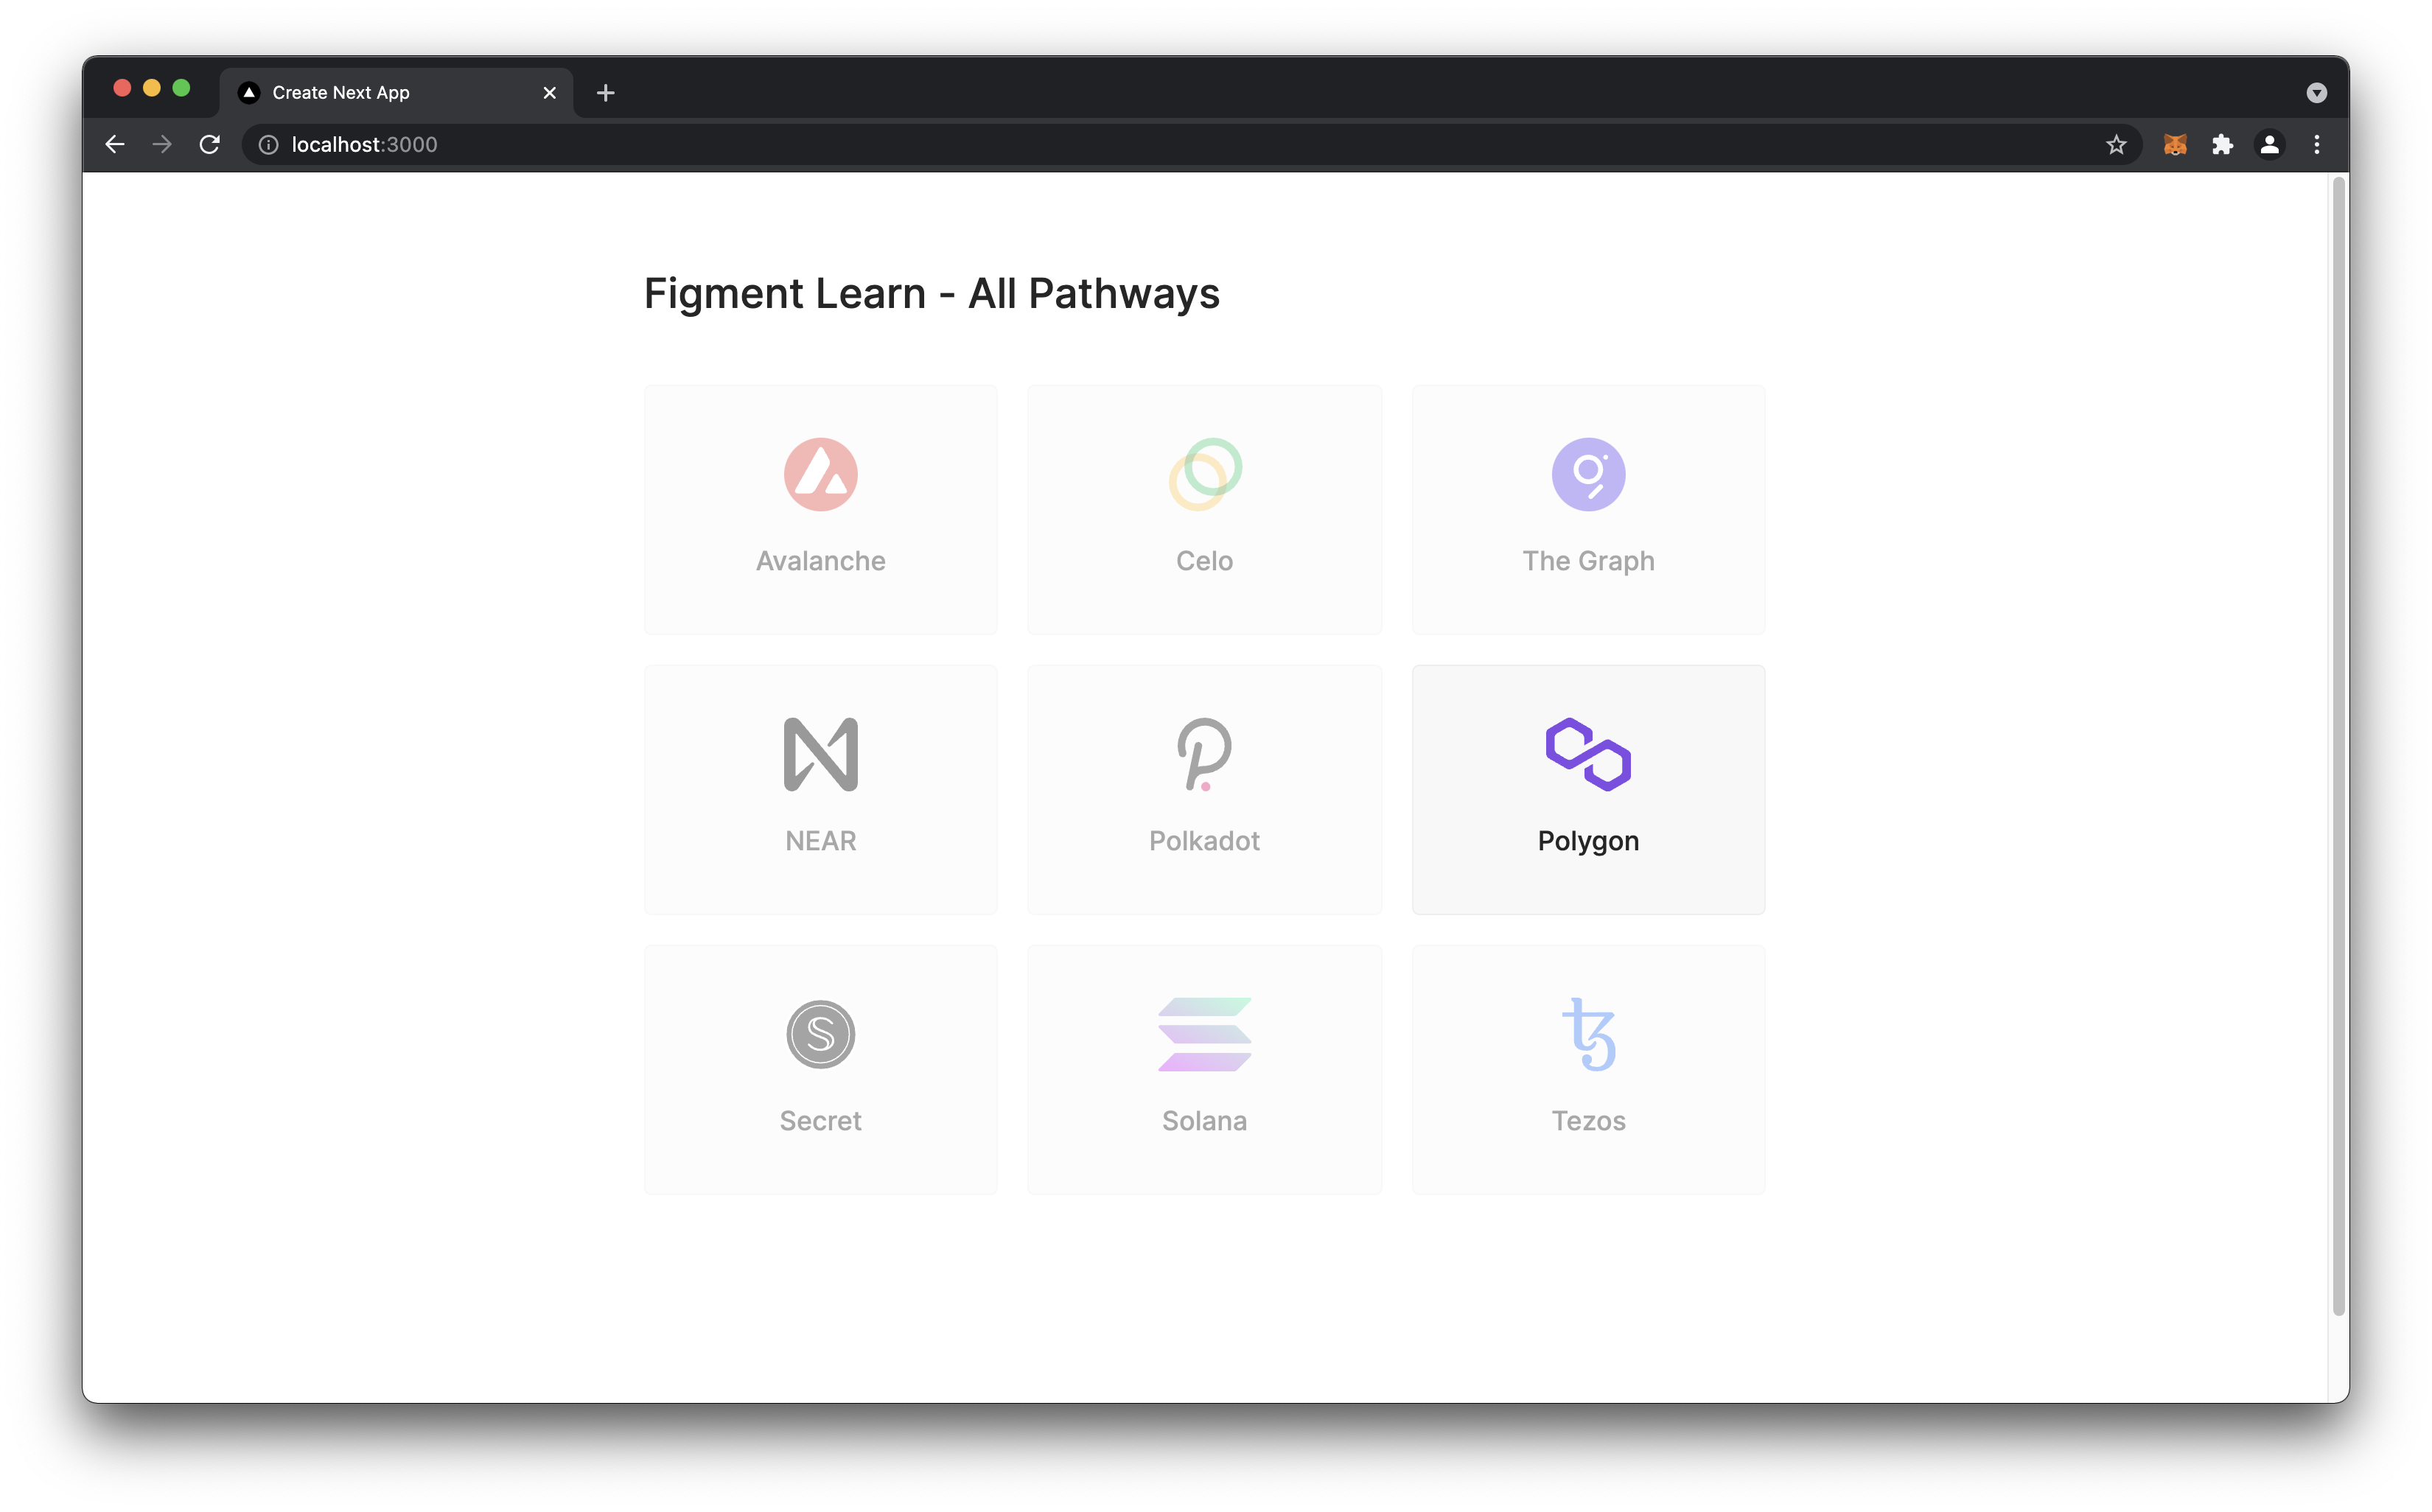 Create Next App
localhost:3000
Figment Learn - All Pathways
Avalanche
Celo
The Graph
NEAR
Polkadot
Polygon
Secret
Solana
Tezos